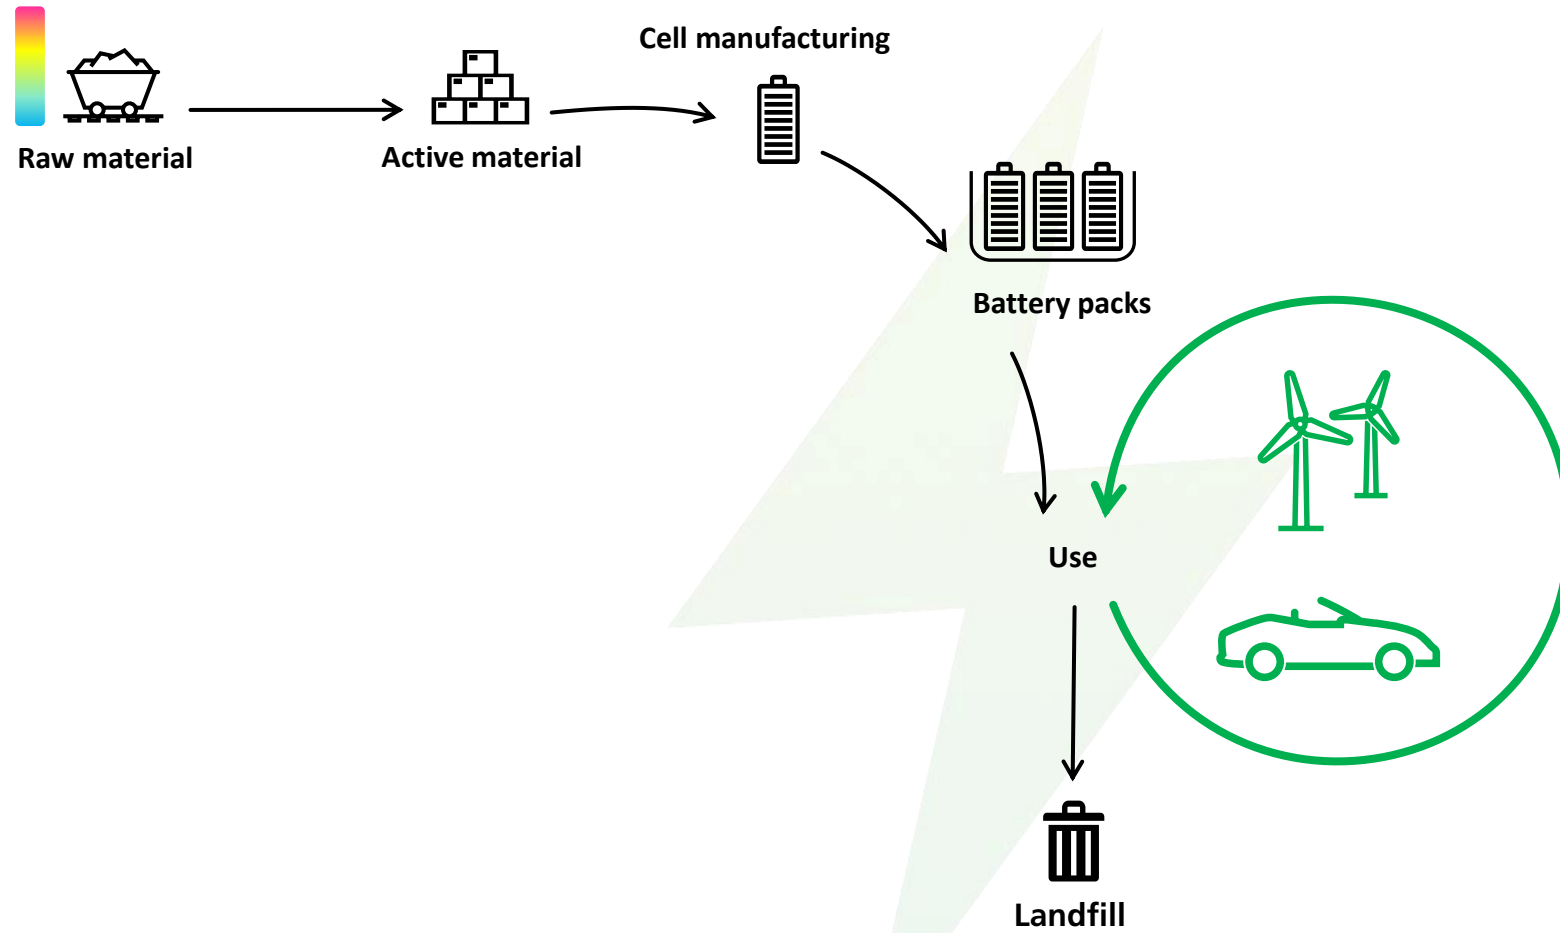 Cell manufacturing
Raw material
Active material
Battery packs
Use
Landfill